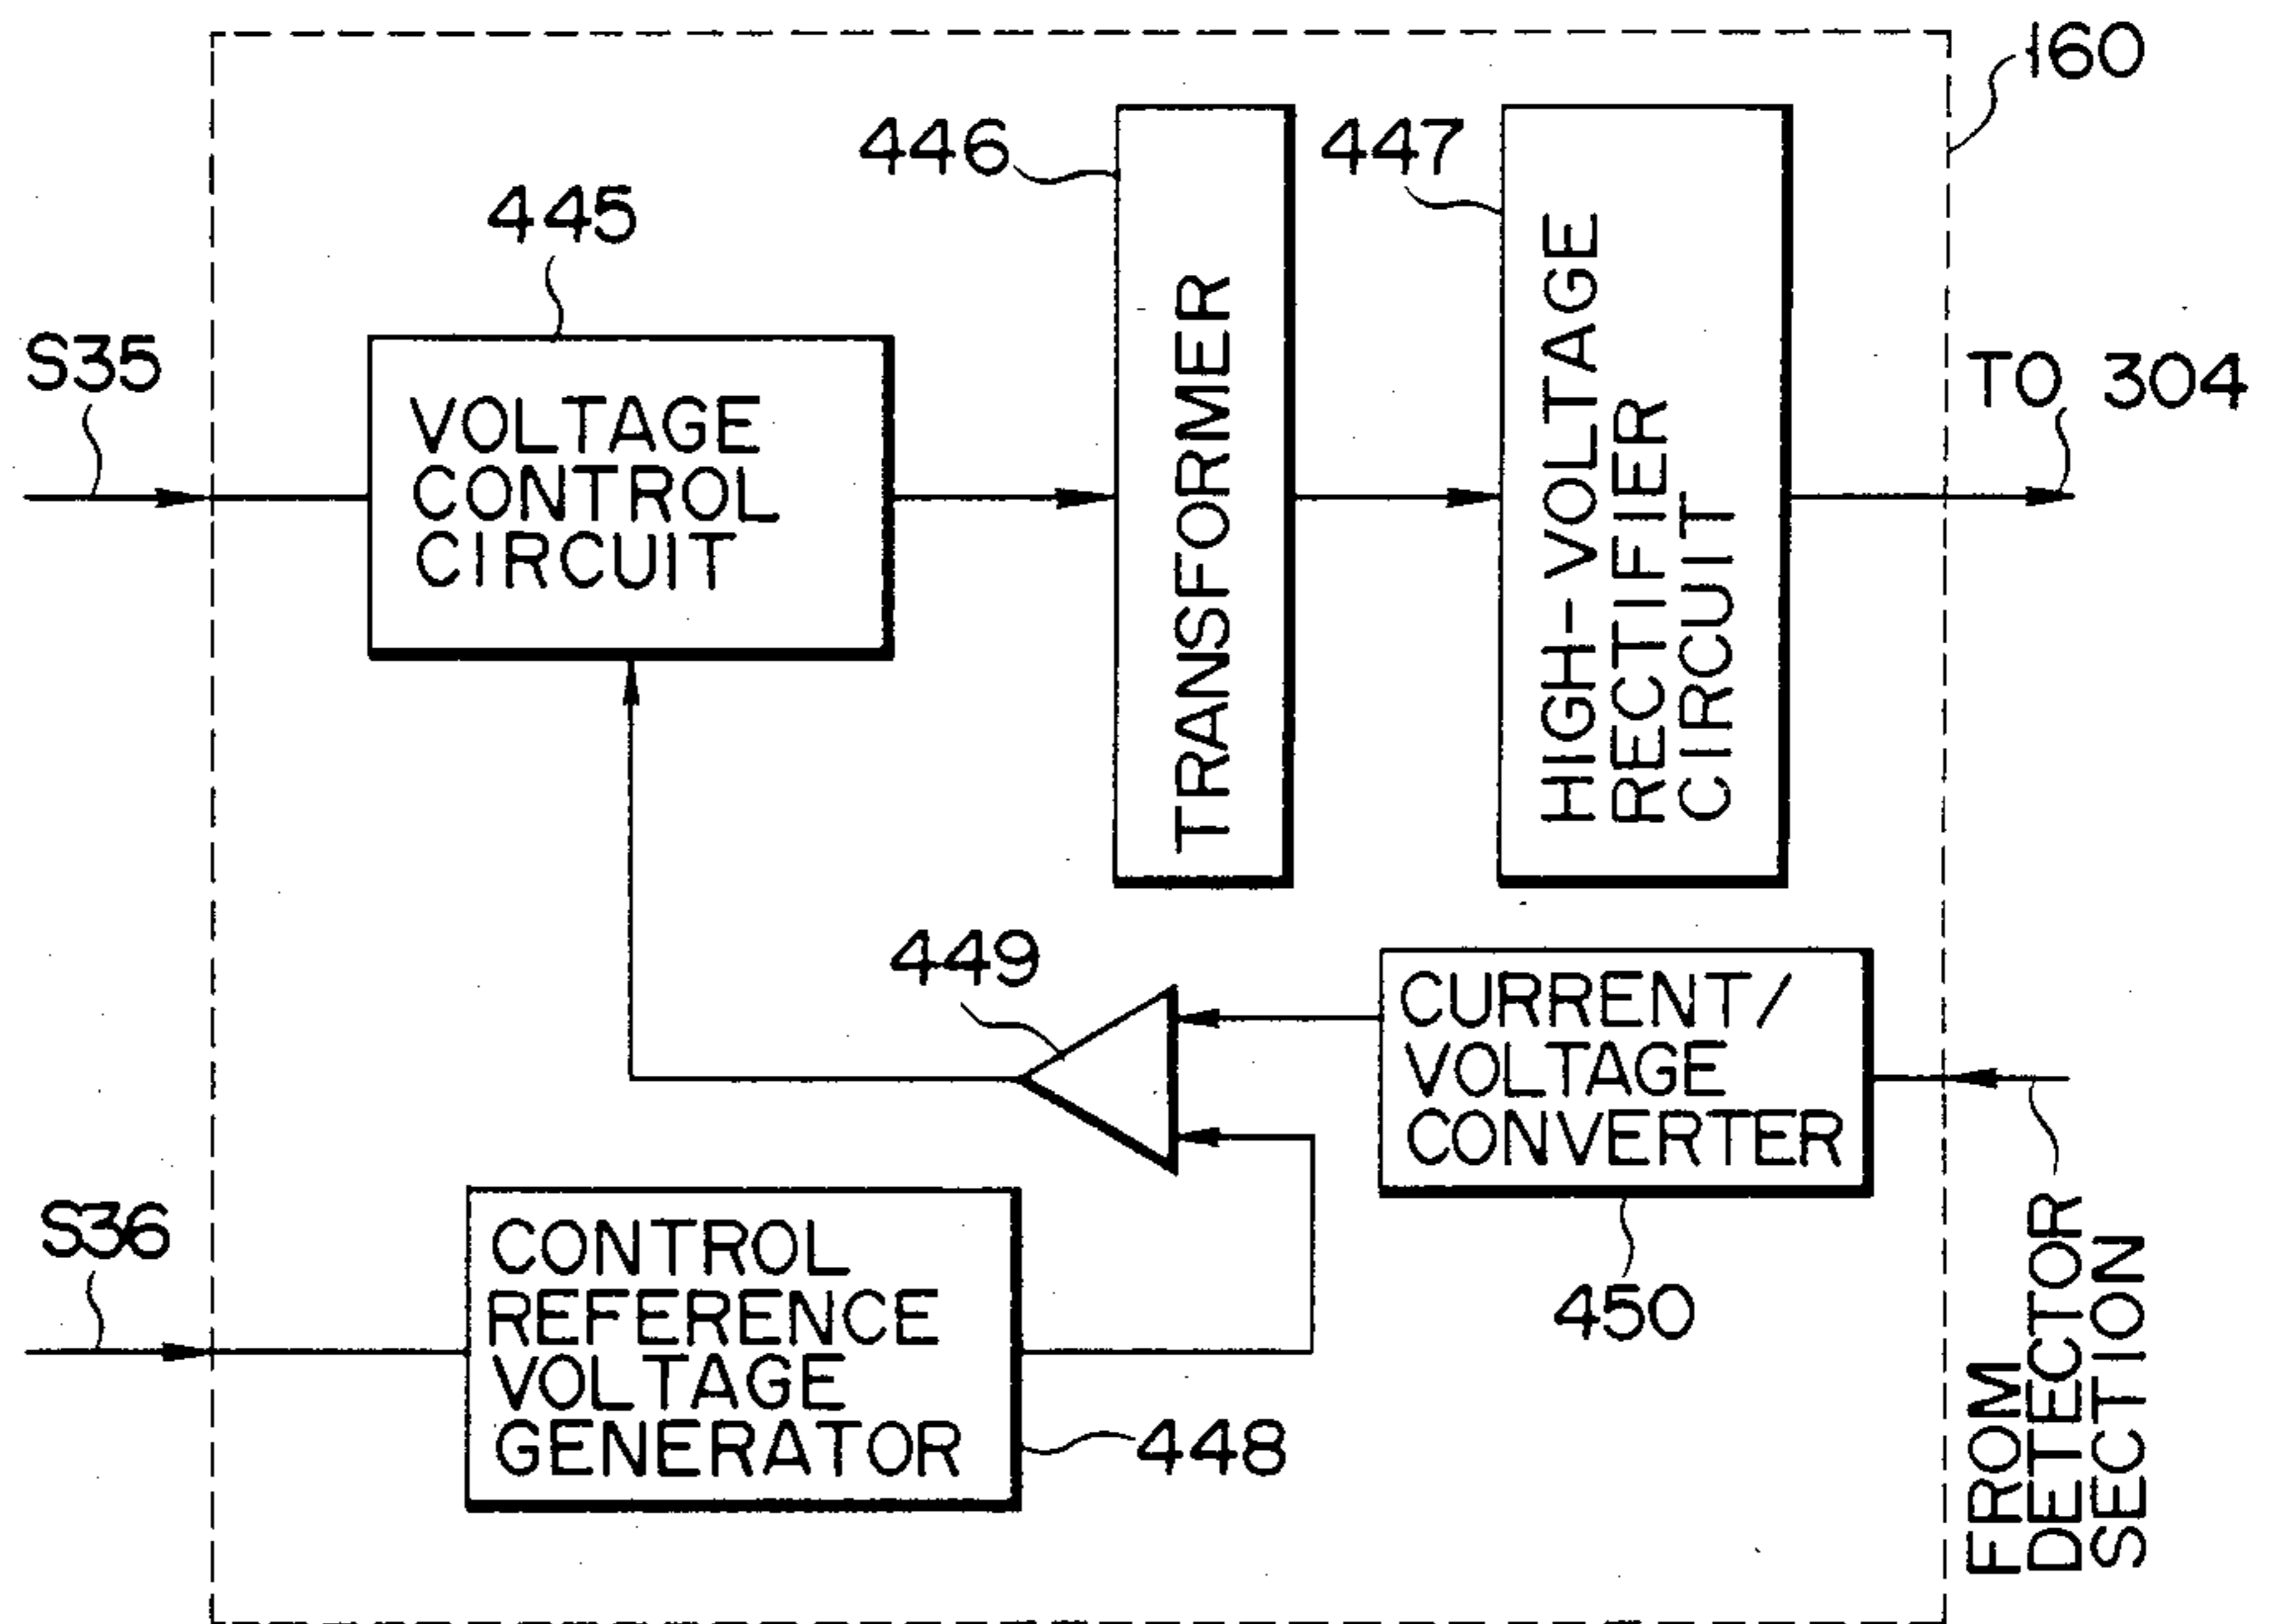 160
446
447
445
S35
VOLTAGE
CONTROL
CIRCUIT
TRANSFORMER
HIGH-VOLTAGE
RECTIFIER
CIRCUIT
TO 304
449
CURRENT/
VOLTAGE
CONVERTER
450
S36
CONTROL
REFERENCE
VOLTAGE
GENERATOR
448
FROM
DETECTOR
SECTION